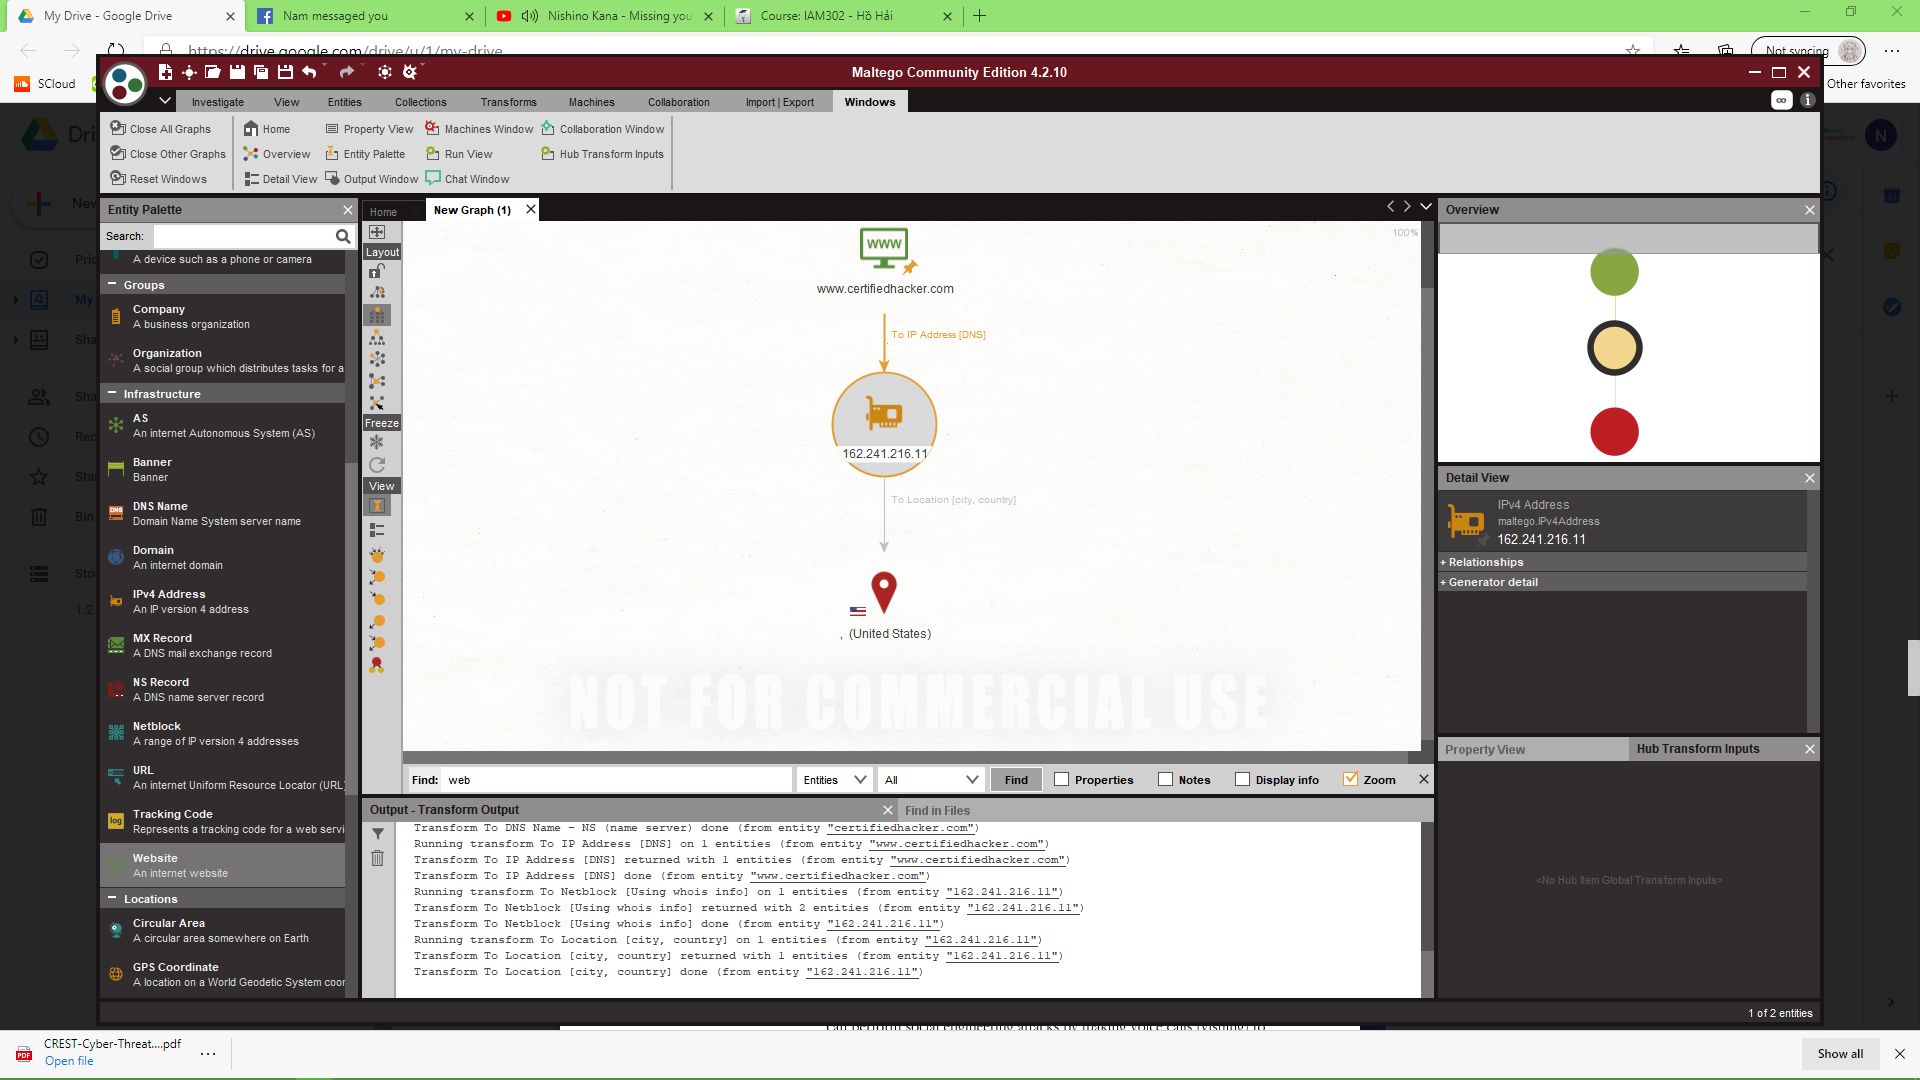 My Drive - Google Drive
Nam messaged you
Nishino Kana - Missing you
Course: IAM302 - Hồ Hải
https://drive.google.com/drive/u/1/my-drive
Not syncing
SCloud
Other favorites
Maltego Community Edition 4.2.10
Investigate View Entities Collections Transforms Machines Collaboration Import | Export Windows
Close All Graphs
Close Other Graphs
Reset Windows
Home
Overview
Detail View
Property View
Entity Palette
Output Window
Machines Window
Run View
Chat Window
Collaboration Window
Hub Transform Inputs
Entity Palette
Search:
A device such as a phone or camera
Groups
Company
A business organization
Organization
A social group which distributes tasks for a
Infrastructure
AS
An internet Autonomous System (AS)
Banner
Banner
DNS Name
Domain Name System server name
Domain
An internet domain
IPv4 Address
An IP version 4 address
MX Record
A DNS mail exchange record
NS Record
A DNS name server record
Netblock
A range of IP version 4 addresses
URL
An internet Uniform Resource Locator (URL
Tracking Code
Represents a tracking code for a web servi
Website
An internet website
Locations
Circular Area
A circular area somewhere on Earth
GPS Coordinate
A location on a World Geodetic System coor
Home
New Graph (1)
Layout
Freeze
View
100%
WWW
www.certifiedhacker.com
To IP Address [DNS]
162.241.216.11
To Location [city, country]
, (United States)
NOT FOR COMMERCIAL USE
Find: web
Entities
All
Find
Properties
Notes
Display info
Zoom
Output - Transform Output
Find in Files
Transform To DNS Name - NS (name server) done (from entity "certifiedhacker.com")
Running transform To IP Address [DNS] on 1 entities (from entity "www.certifiedhacker.com")
Transform To IP Address [DNS] returned with 1 entities (from entity "www.certifiedhacker.com")
Transform To IP Address [DNS] done (from entity "www.certifiedhacker.com")
Running transform To Netblock [Using whois info] on 1 entities (from entity "162.241.216.11")
Transform To Netblock [Using whois info] returned with 2 entities (from entity "162.241.216.11")
Transform To Netblock [Using whois info] done (from entity "162.241.216.11")
Running transform To Location [city, country] on 1 entities (from entity "162.241.216.11")
Transform To Location [city, country] returned with 1 entities (from entity "162.241.216.11")
Transform To Location [city, country] done (from entity "162.241.216.11")
Overview
Detail View
IPv4 Address
maltego.IPv4Address
162.241.216.11
+ Relationships
+ Generator detail
Property View
Hub Transform Inputs
<No Hub Item Global Transform Inputs>
1 of 2 entities
N
can perform social engineering attacks by making voice calls (vishing) to
CREST-Cyber-Threat....pdf
Open file
Show all